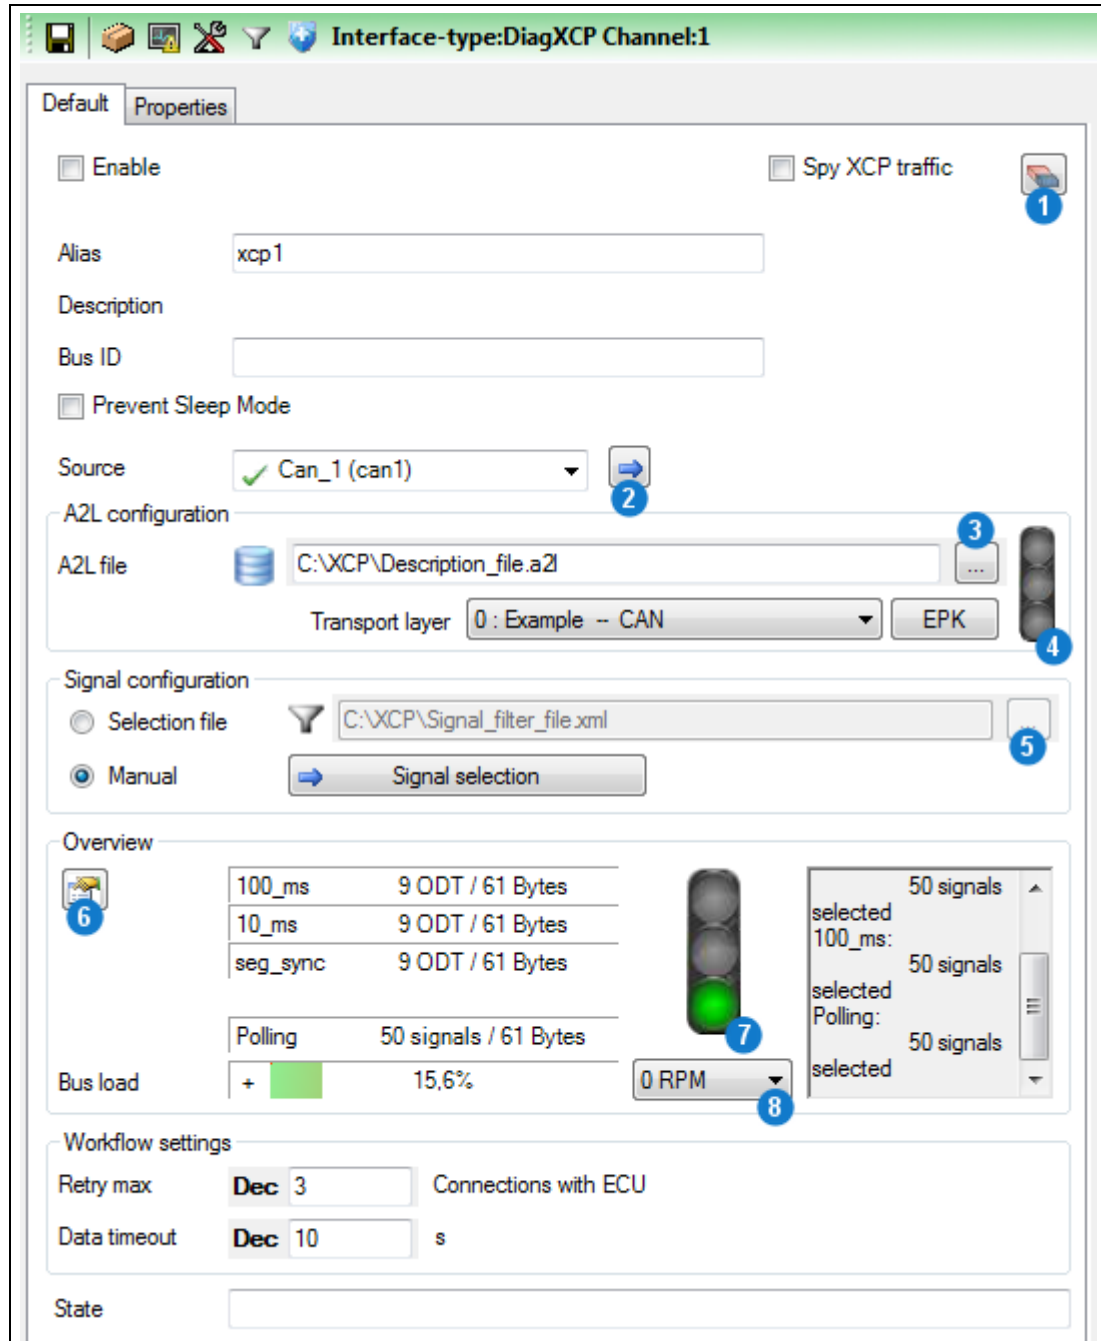 Interface-type:DiagXCP Channel:1
Default Properties
Enable Spy XCP traffic
1
Alias xcp1
Description
Bus ID
Prevent Sleep Mode
Source Can_1 (can1)
2
A2L configuration
3
A2L file C:\XCP\Description_file.a2l ...
Transport layer 0 : Example -- CAN EPK
4
Signal configuration
Selection file C:\XCP\Signal_filter_file.xml
5
Manual Signal selection
Overview
100_ms 9 ODT / 61 Bytes
10_ms 9 ODT / 61 Bytes
seg_sync 9 ODT / 61 Bytes
6
50 signals
selected
100_ms:
50 signals
selected
Polling:
50 signals
selected
7
Polling 50 signals / 61 Bytes
Bus load + 15,6% 0 RPM
8
Workflow settings
Retry max Dec 3 Connections with ECU
Data timeout Dec 10 s
State